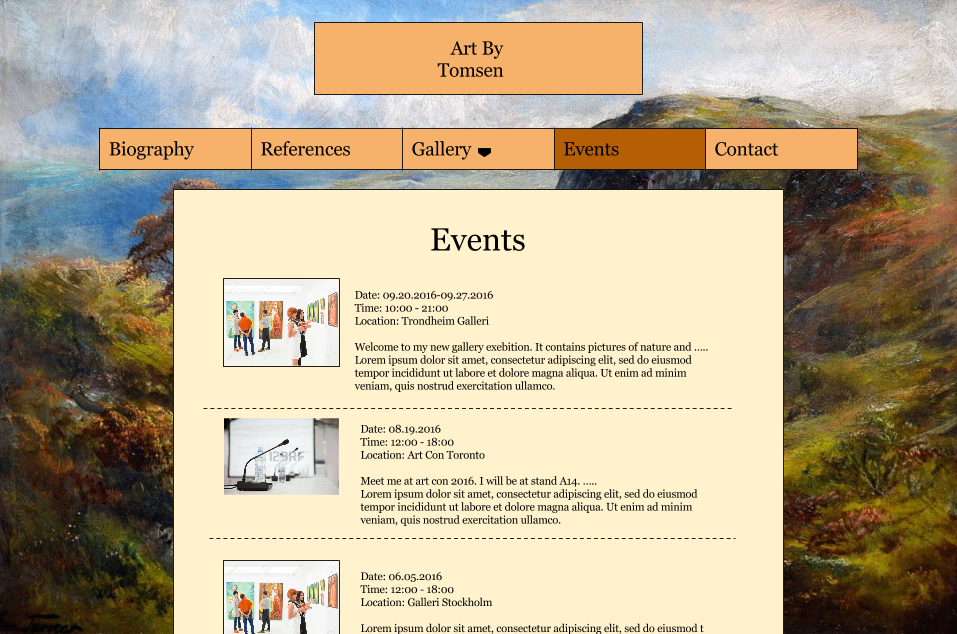 Art By
Tomsen
Biography
References
Gallery
Events
Contact
Events
Date: 09.20.2016-09.27.2016
Time: 10:00 - 21:00
Location: Trondheim Galleri
Welcome to my new gallery exebition. It contains pictures of nature and .....
Lorem ipsum dolor sit amet, consectetur adipiscing elit, sed do eiusmod
tempor incididunt ut labore et dolore magna aliqua. Ut enim ad minim
veniam, quis nostrud exercitation ullamco.
Date: 08.19.2016
Time: 12:00 - 18:00
Location: Art Con Toronto
Meet me at art con 2016. I will be at stand A14. .....
Lorem ipsum dolor sit amet, consectetur adipiscing elit, sed do eiusmod
tempor incididunt ut labore et dolore magna aliqua. Ut enim ad minim
veniam, quis nostrud exercitation ullamco.
Date: 06.05.2016
Time: 12:00 - 18:00
Location: Galleri Stockholm
Lorem ipsum dolor sit amet, consectetur adipiscing elit, sed do eiusmod t